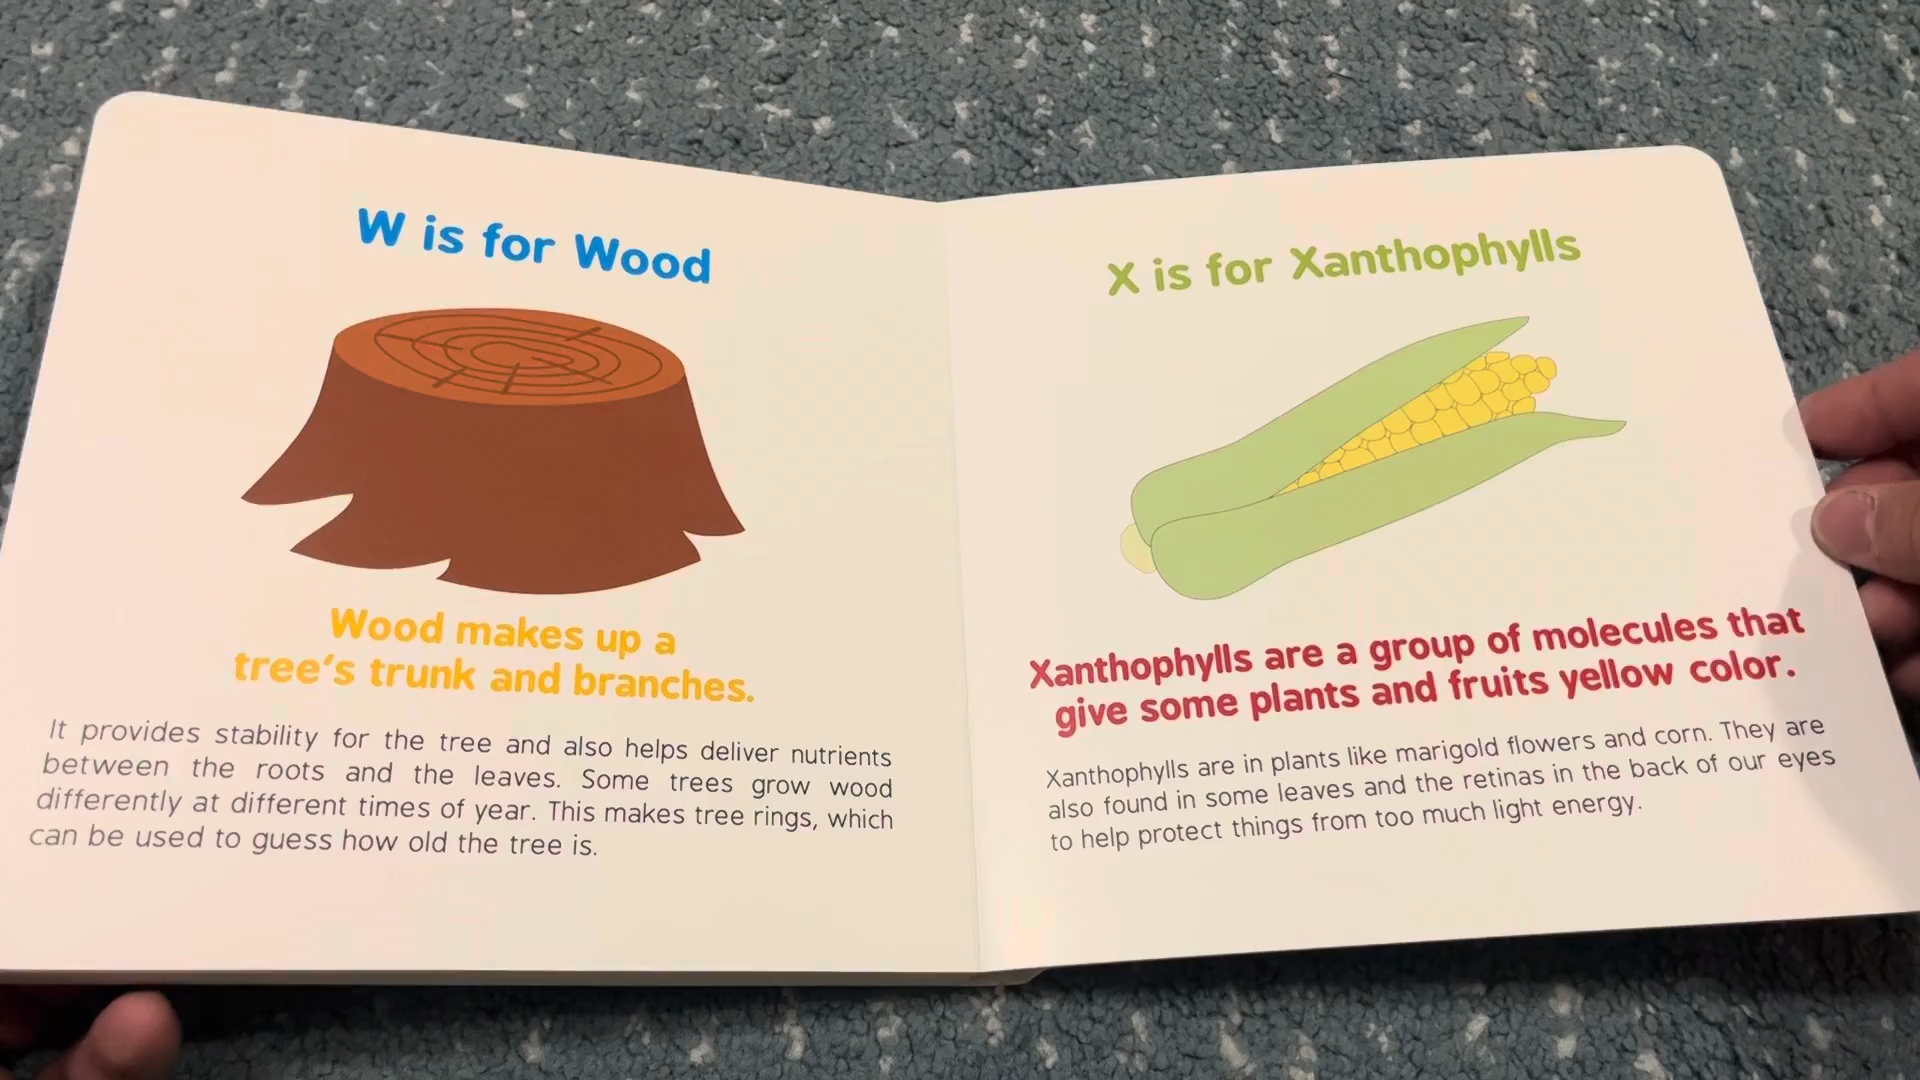 W is for Wood
Wood makes up a
tree's trunk and branches.
It provides stability for the tree and also helps deliver nutrients
between the roots and the leaves. Some trees grow wood
differently at different times of year. This makes tree rings, which
can be used to guess how old the tree is.
X is for Xanthophylls
Xanthophylls are a group of molecules that
give some plants and fruits yellow color.
Xanthophylls are in plants like marigold flowers and corn. They are
also found in some leaves and the retinas in the back of our eyes
to help protect things from too much light energy.